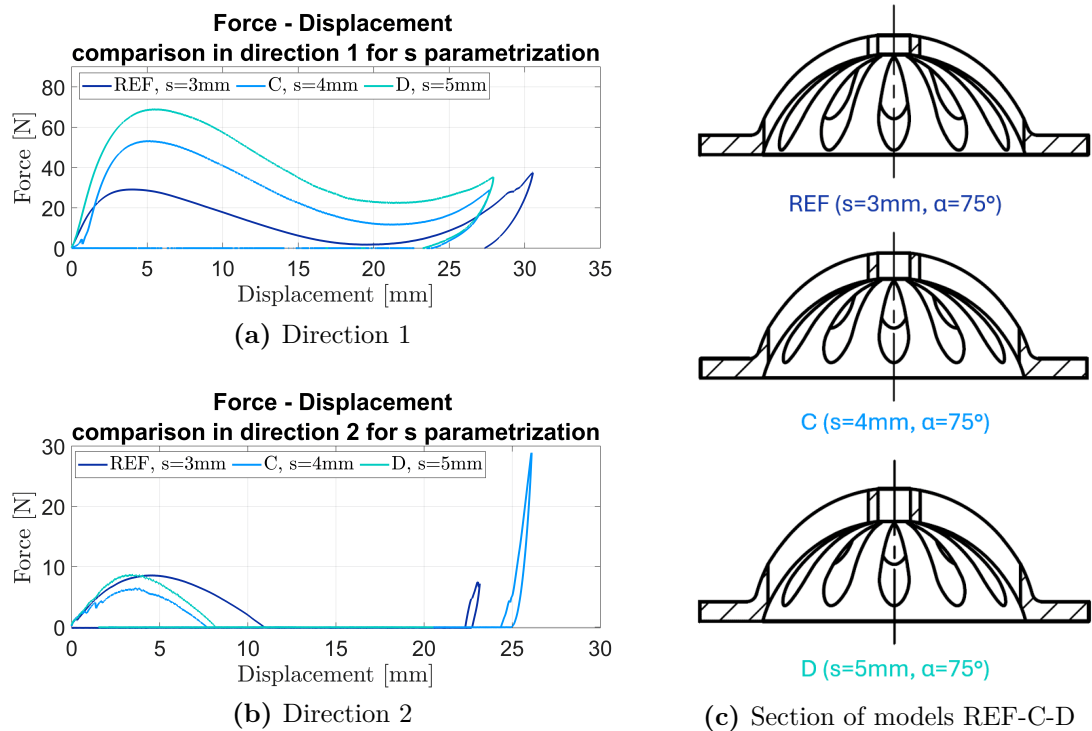 Force - Displacement
comparison in direction 1 for s parametrization
REF, s=3mm C, s=4mm D, s=5mm
Force [N]
80
60
40
20
0
0 5 10 15 20 25 30 35
Displacement [mm]
(a) Direction 1
Force - Displacement
comparison in direction 2 for s parametrization
REF, s=3mm C, s=4mm D, s=5mm
Force [N]
30
20
10
0
0 5 10 15 20 25 30
Displacement [mm]
(b) Direction 2
REF (s=3mm, α=75°)
C (s=4mm, α=75°)
D (s=5mm, α=75°)
(c) Section of models REF-C-D